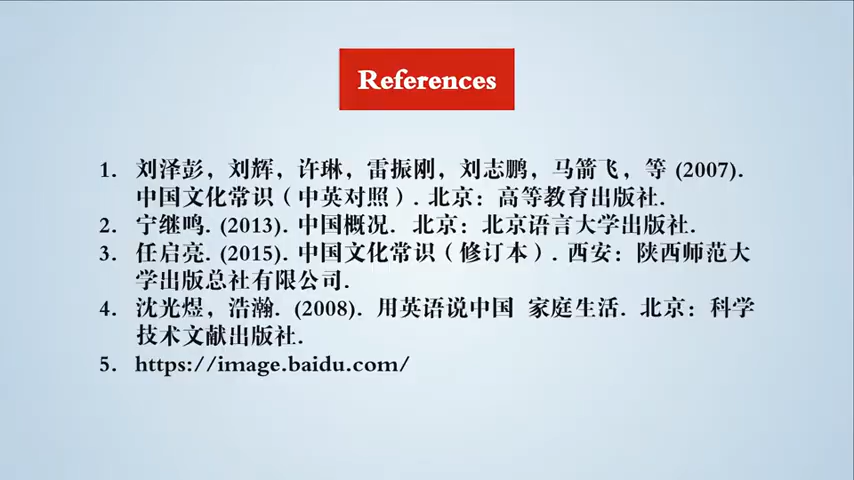 References
1. 刘泽彭，刘辉，许琳，雷振刚，刘志鹏，马箭飞，等 (2007).
中国文化常识（中英对照）. 北京：高等教育出版社.
2. 宁继鸣. (2013). 中国概况. 北京：北京语言大学出版社.
3. 任启亮. (2015). 中国文化常识（修订本）. 西安：陕西师范大
学出版总社有限公司.
4. 沈光煜，浩瀚. (2008). 用英语说中国 家庭生活. 北京：科学
技术文献出版社.
5. https://image.baidu.com/